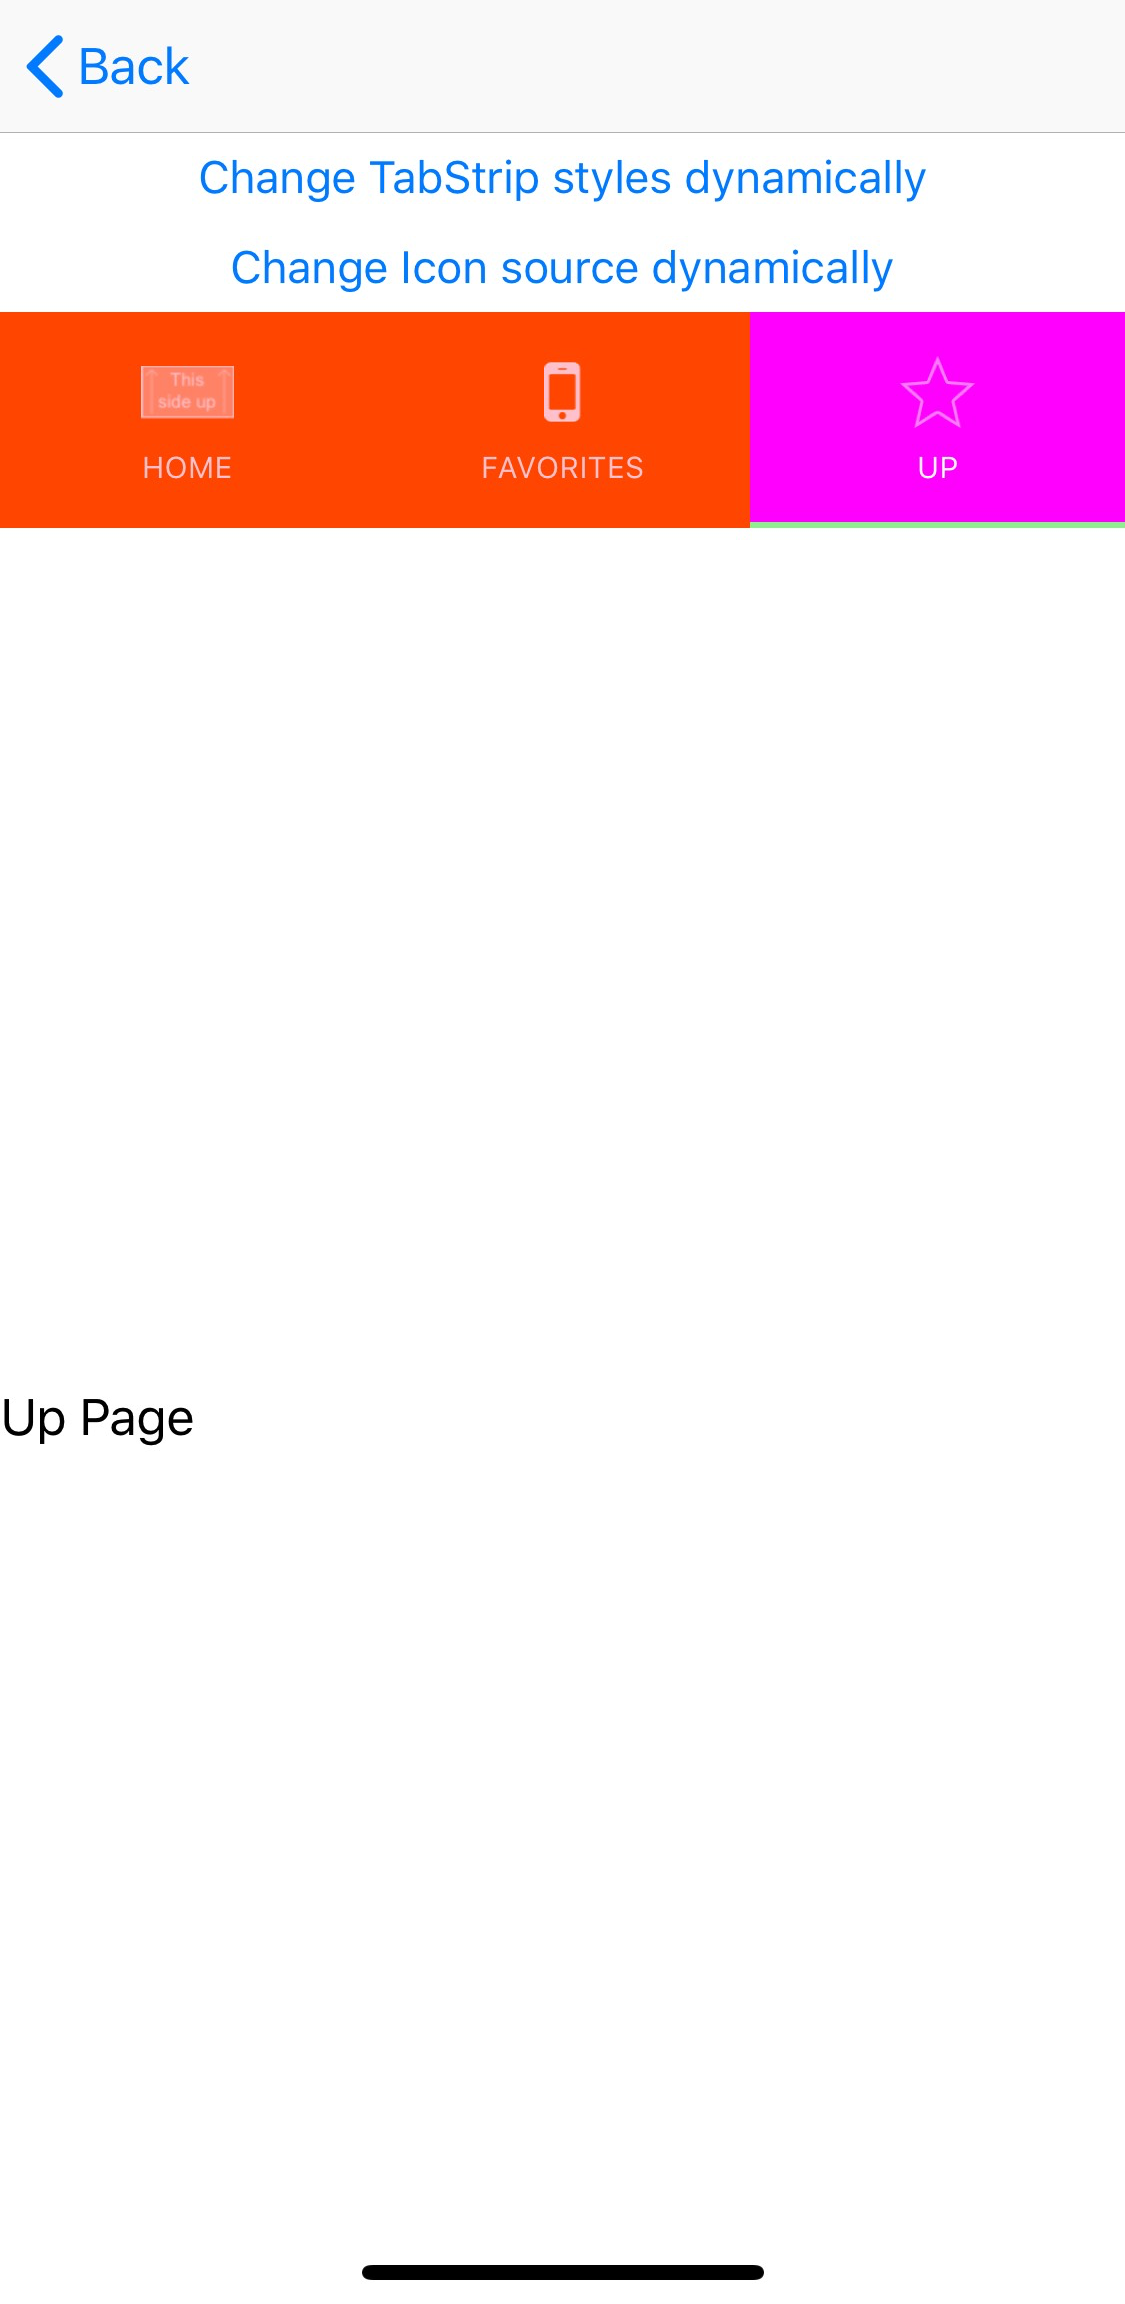 Back
Change TabStrip styles dynamically
Change Icon source dynamically
This
side up
HOME
FAVORITES
UP
Up Page